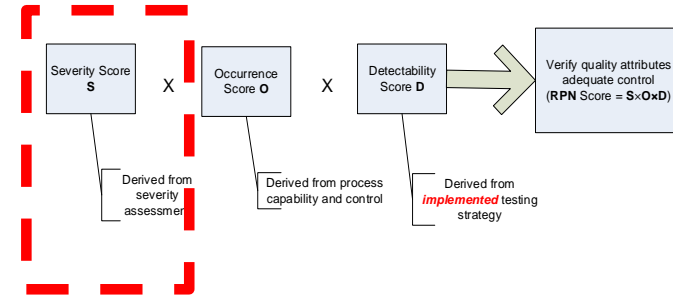 Severity Score
S
X
Occurrence
Score O
X
Detectability
Score D
Verify quality attributes
adequate control
(RPN Score = S×O×D)
Derived from
severity
assessmen
Derived from process
capability and control
Derived from
implemented testing
strategy